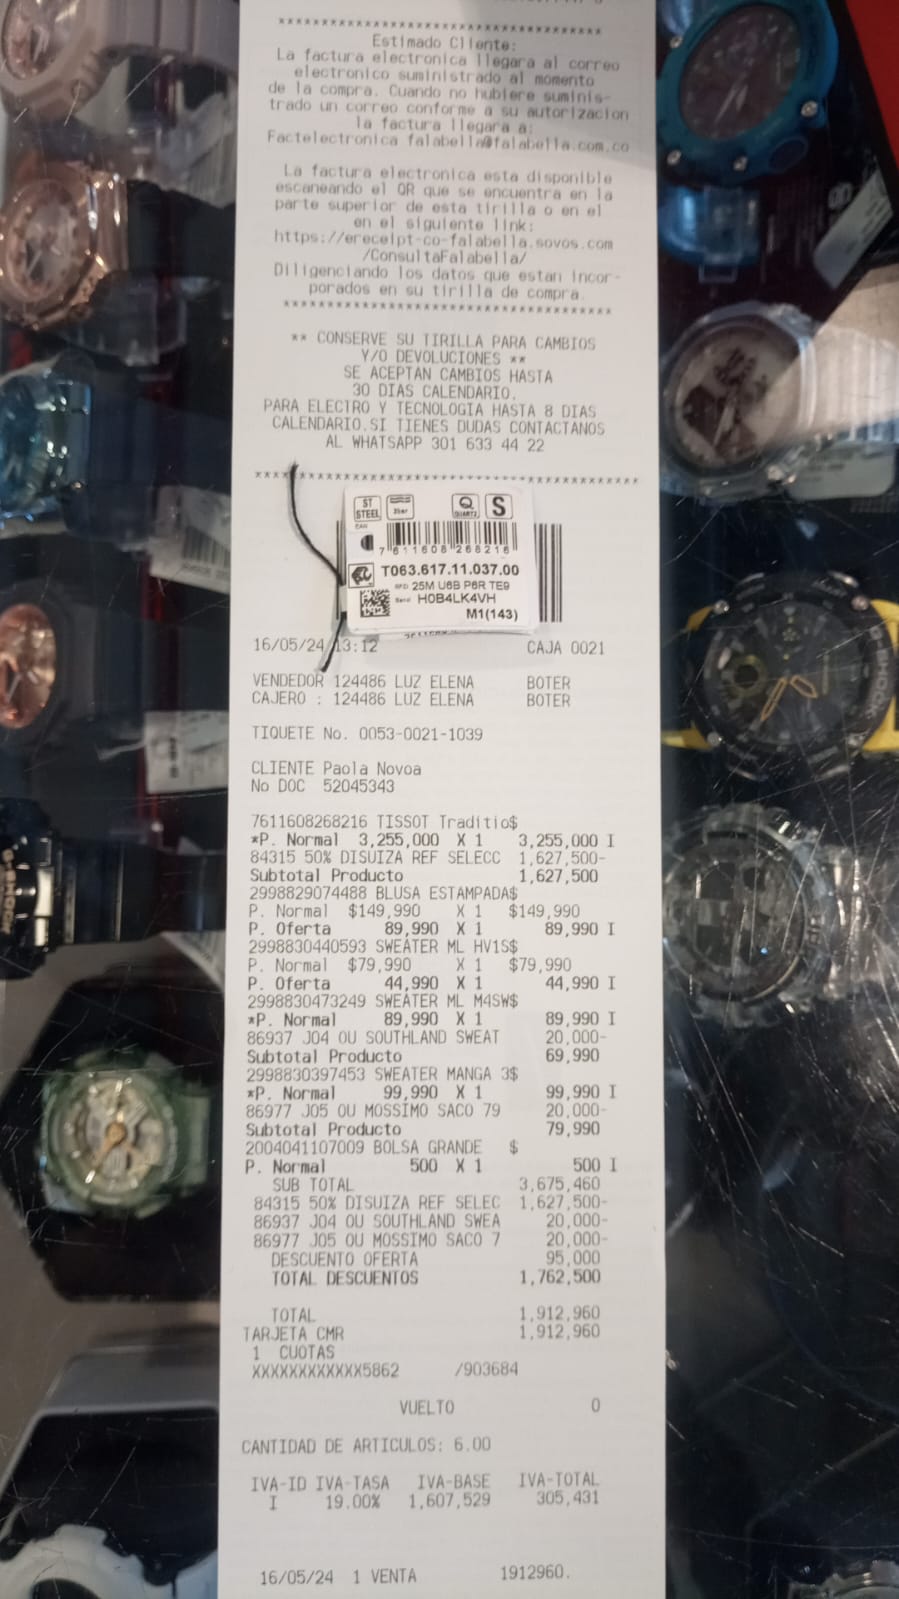 *************************************
Estimado Cliente:
La factura electronica llegara al correo
electronico suministrado al momento
de la compra. Cuando no hubiere suminis-
trado un correo conforme a su autorizacion
la factura llegara a:
Factelectronica falabella@falabella.com.co
La factura electronica esta disponible
escaneando el QR que se encuentra en la
parte superior de esta tirilla o en el
en el siguiente link:
https://erecelpt-co-falabella.sovos.com
/ConsultaFalabella/
Diligenciando los datos que estan incor-
porados en su tirilla de compra.
*************************************
** CONSERVE SU TIRILLA PARA CAMBIOS
Y/O DEVOLUCIONES **
SE ACEPTAN CAMBIOS HASTA
30 DIAS CALENDARIO.
PARA ELECTRO Y TECNOLOGIA HASTA 8 DIAS
CALENDARIO.SI TIENES DUDAS CONTACTANOS
AL WHATSAPP 301 633 44 22
*************************************
ST STEEL QUARTZ S
EAN
7 611608 268216
T063.617.11.037.00
25M U6B P6R TE9
H0B4LK4VH
M1(143)
16/05/24 13:12 CAJA 0021
VENDEDOR 124486 LUZ ELENA BOTER
CAJERO : 124486 LUZ ELENA BOTER
TIQUETE No. 0053-0021-1039
CLIENTE Paola Novoa
No DOC 52045343
7611608268216 TISSOT Traditio$
*P. Normal 3,255,000 X 1 3,255,000 I
84315 50% DISUIZA REF SELECC 1,627,500-
Subtotal Producto 1,627,500
2998829074488 BLUSA ESTAMPADA$
P. Normal $149,990 X 1 $149,990
P. Oferta 89,990 X 1 89,990 I
2998830440593 SWEATER ML HV1S$
P. Normal $79,990 X 1 $79,990
P. Oferta 44,990 X 1 44,990 I
2998830473249 SWEATER ML M4SW$
*P. Normal 89,990 X 1 89,990 I
86937 J04 OU SOUTHLAND SWEAT 20,000-
Subtotal Producto 69,990
2998830397453 SWEATER MANGA 3$
*P. Normal 99,990 X 1 99,990 I
86977 J05 OU MOSSIMO SACO 79 20,000-
Subtotal Producto 79,990
2004041107009 BOLSA GRANDE $
P. Normal 500 X 1 500 I
SUB TOTAL 3,675,460
84315 50% DISUIZA REF SELEC 1,627,500-
86937 J04 OU SOUTHLAND SWEA 20,000-
86977 J05 OU MOSSIMO SACO 7 20,000-
DESCUENTO OFERTA 95,000
TOTAL DESCUENTOS 1,762,500
TOTAL 1,912,960
TARJETA CMR 1,912,960
1 CUOTAS
XXXXXXXXXXXX5862 /903684
VUELTO 0
CANTIDAD DE ARTICULOS: 6.00
IVA-ID IVA-TASA IVA-BASE IVA-TOTAL
I 19.00% 1,607,529 305,431
16/05/24 1 VENTA 1912960.